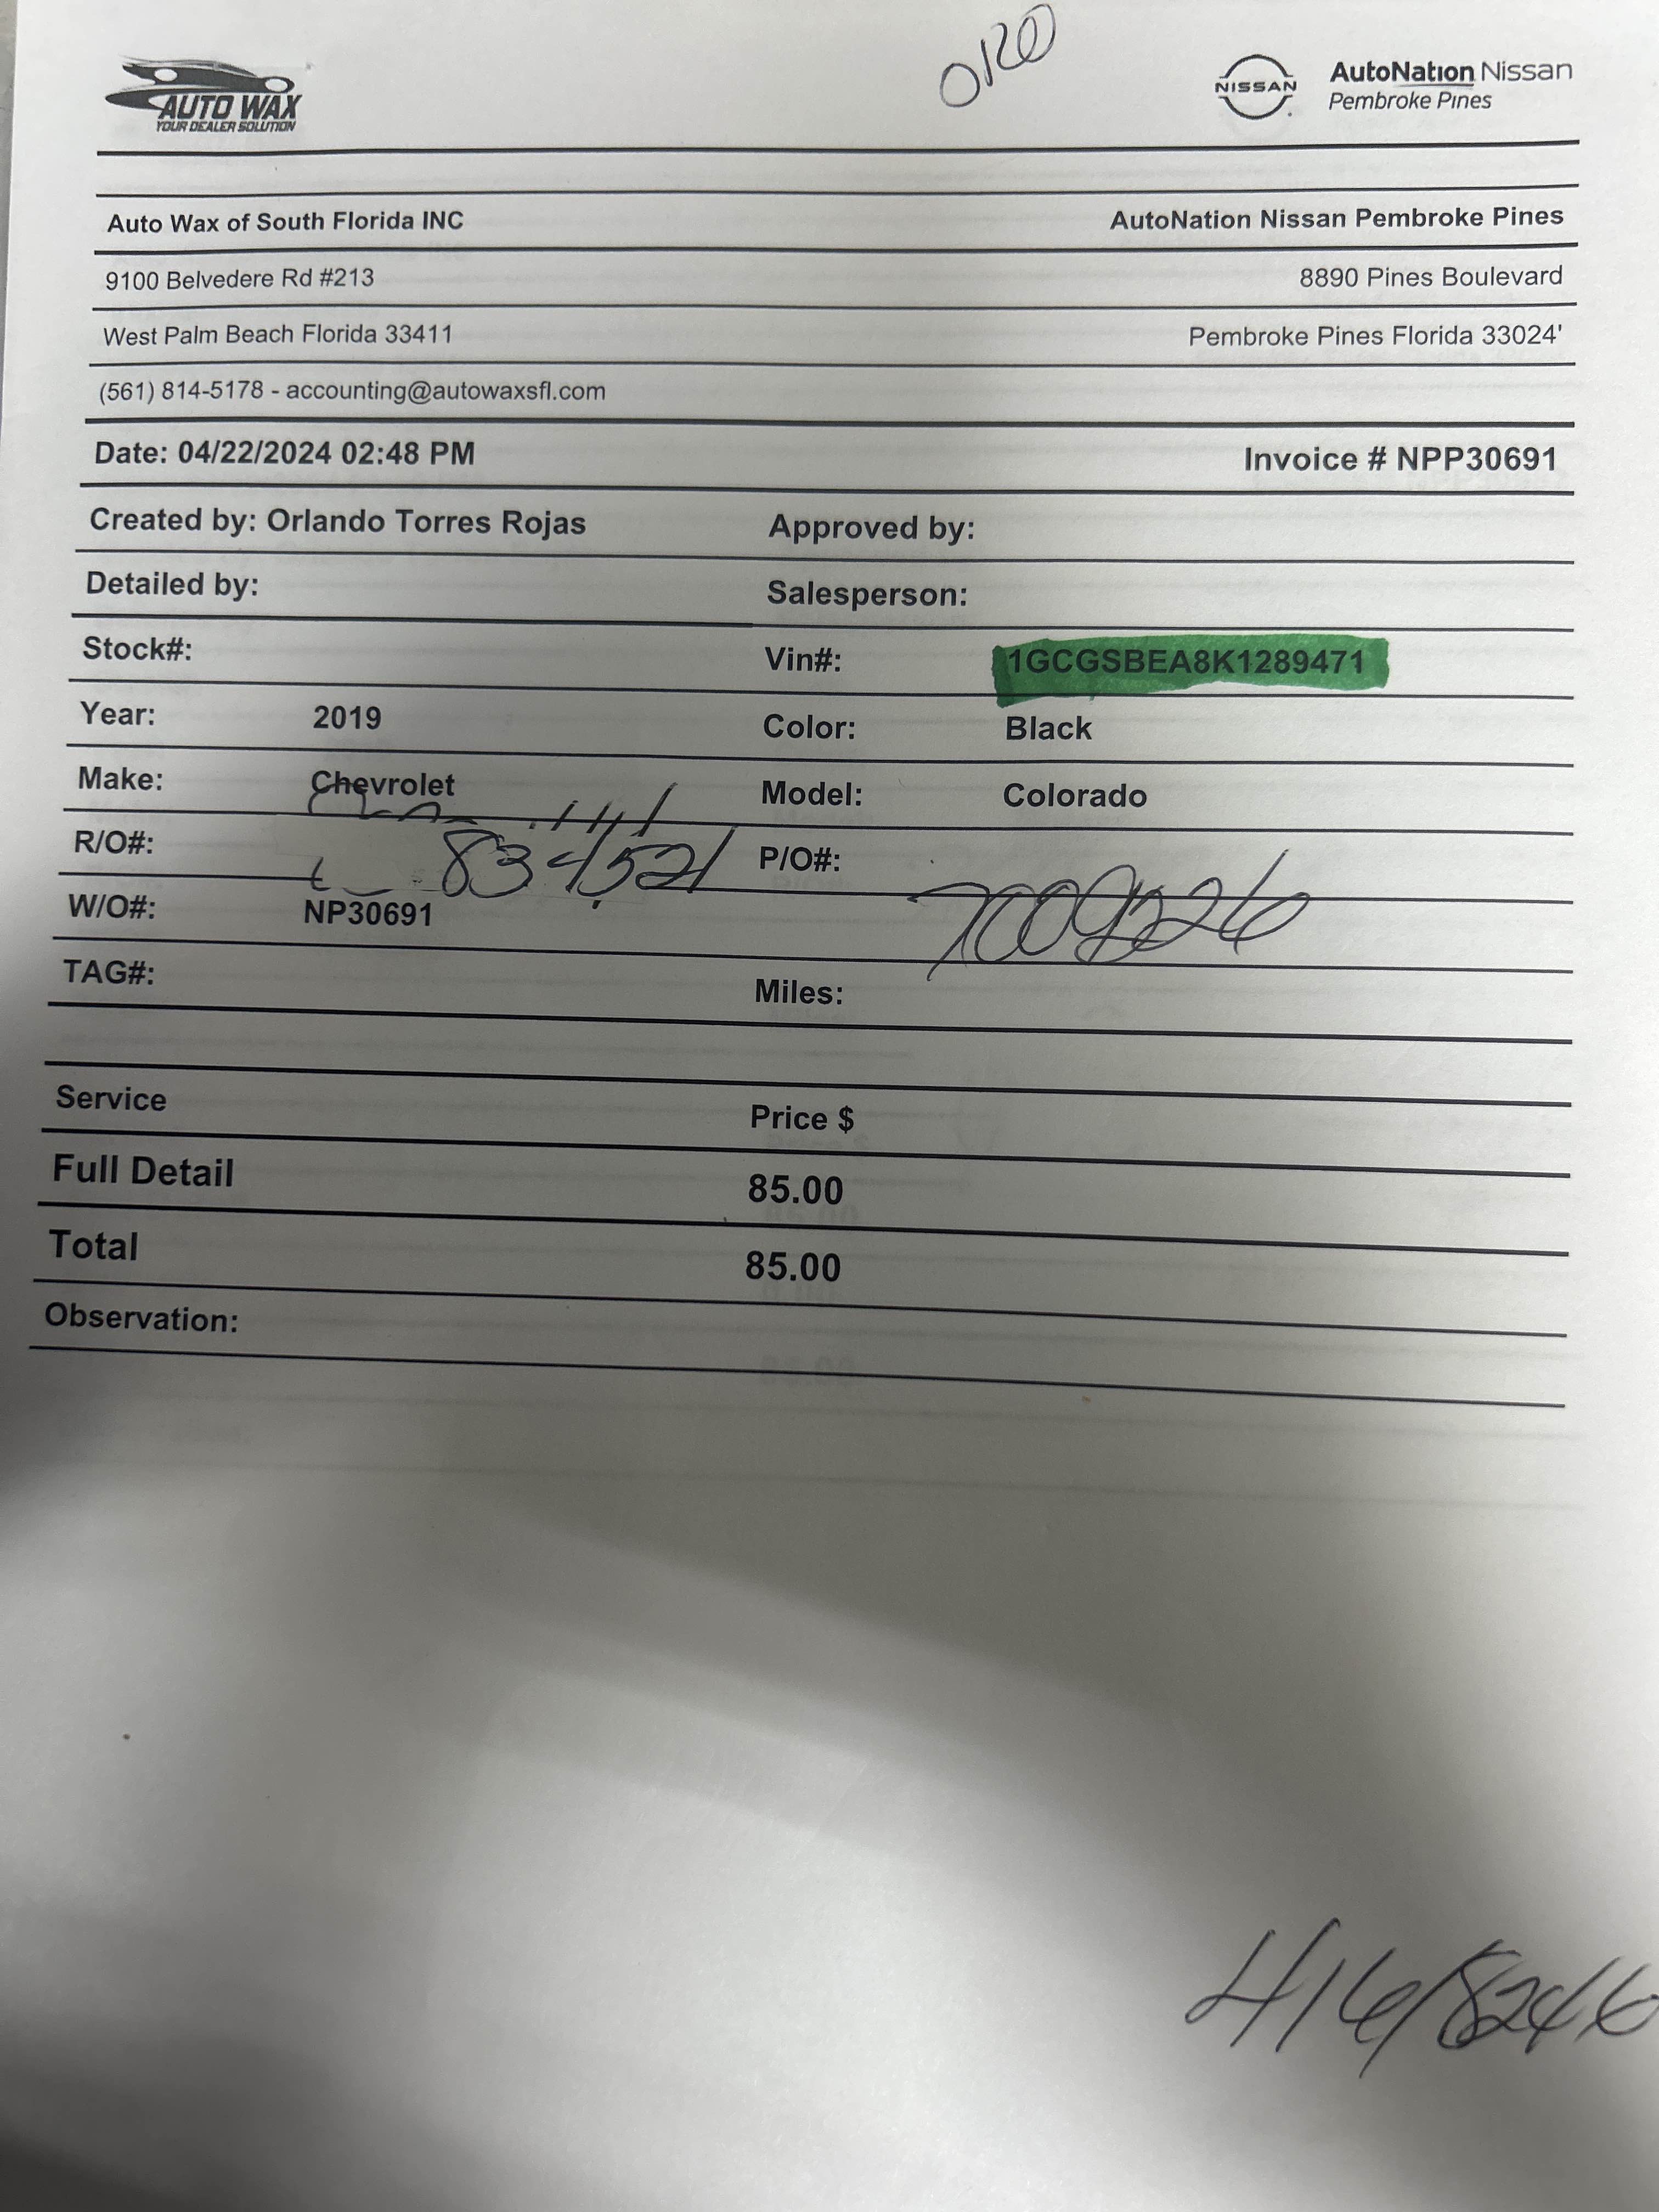 ORO
AUTO WAX
YOUR DEALER SOLUTION
NISSAN
AutoNation Nissan
Pembroke Pines
Auto Wax of South Florida INC AutoNation Nissan Pembroke Pines
9100 Belvedere Rd #213 8890 Pines Boulevard
West Palm Beach Florida 33411 Pembroke Pines Florida 33024'
(561) 814-5178 - accounting@autowaxsfl.com
Date: 04/22/2024 02:48 PM Invoice # NPP30691
Created by: Orlando Torres Rojas Approved by:
Detailed by: Salesperson:
Stock#: Vin#: 1GCGSBEA8K1289471
Year: 2019 Color: Black
Make: Chevrolet Model: Colorado
R/O#: 834521 P/O#:
W/O#: NP30691
TAG#: Miles:
Service Price $
Full Detail 85.00
Total 85.00
Observation: